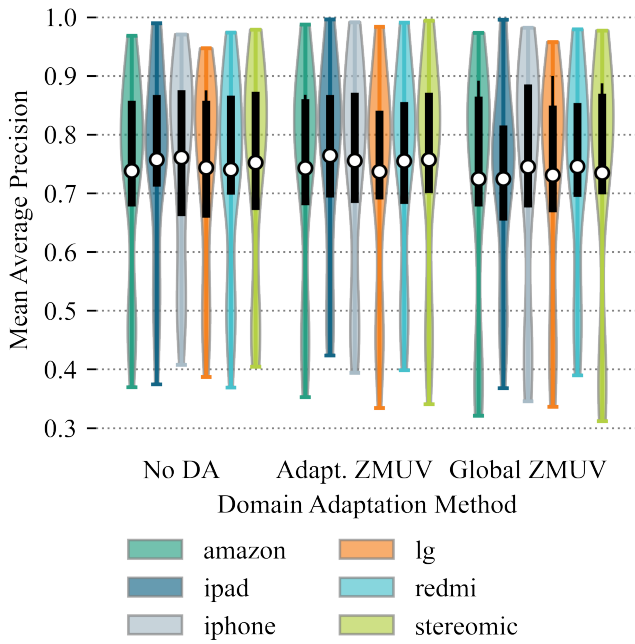 1.0
0.9
0.8
0.7
0.6
0.5
0.4
0.3
Mean Average Precision
No DA Adapt. ZMUV Global ZMUV
Domain Adaptation Method
amazon lg
ipad redmi
iphone stereomic